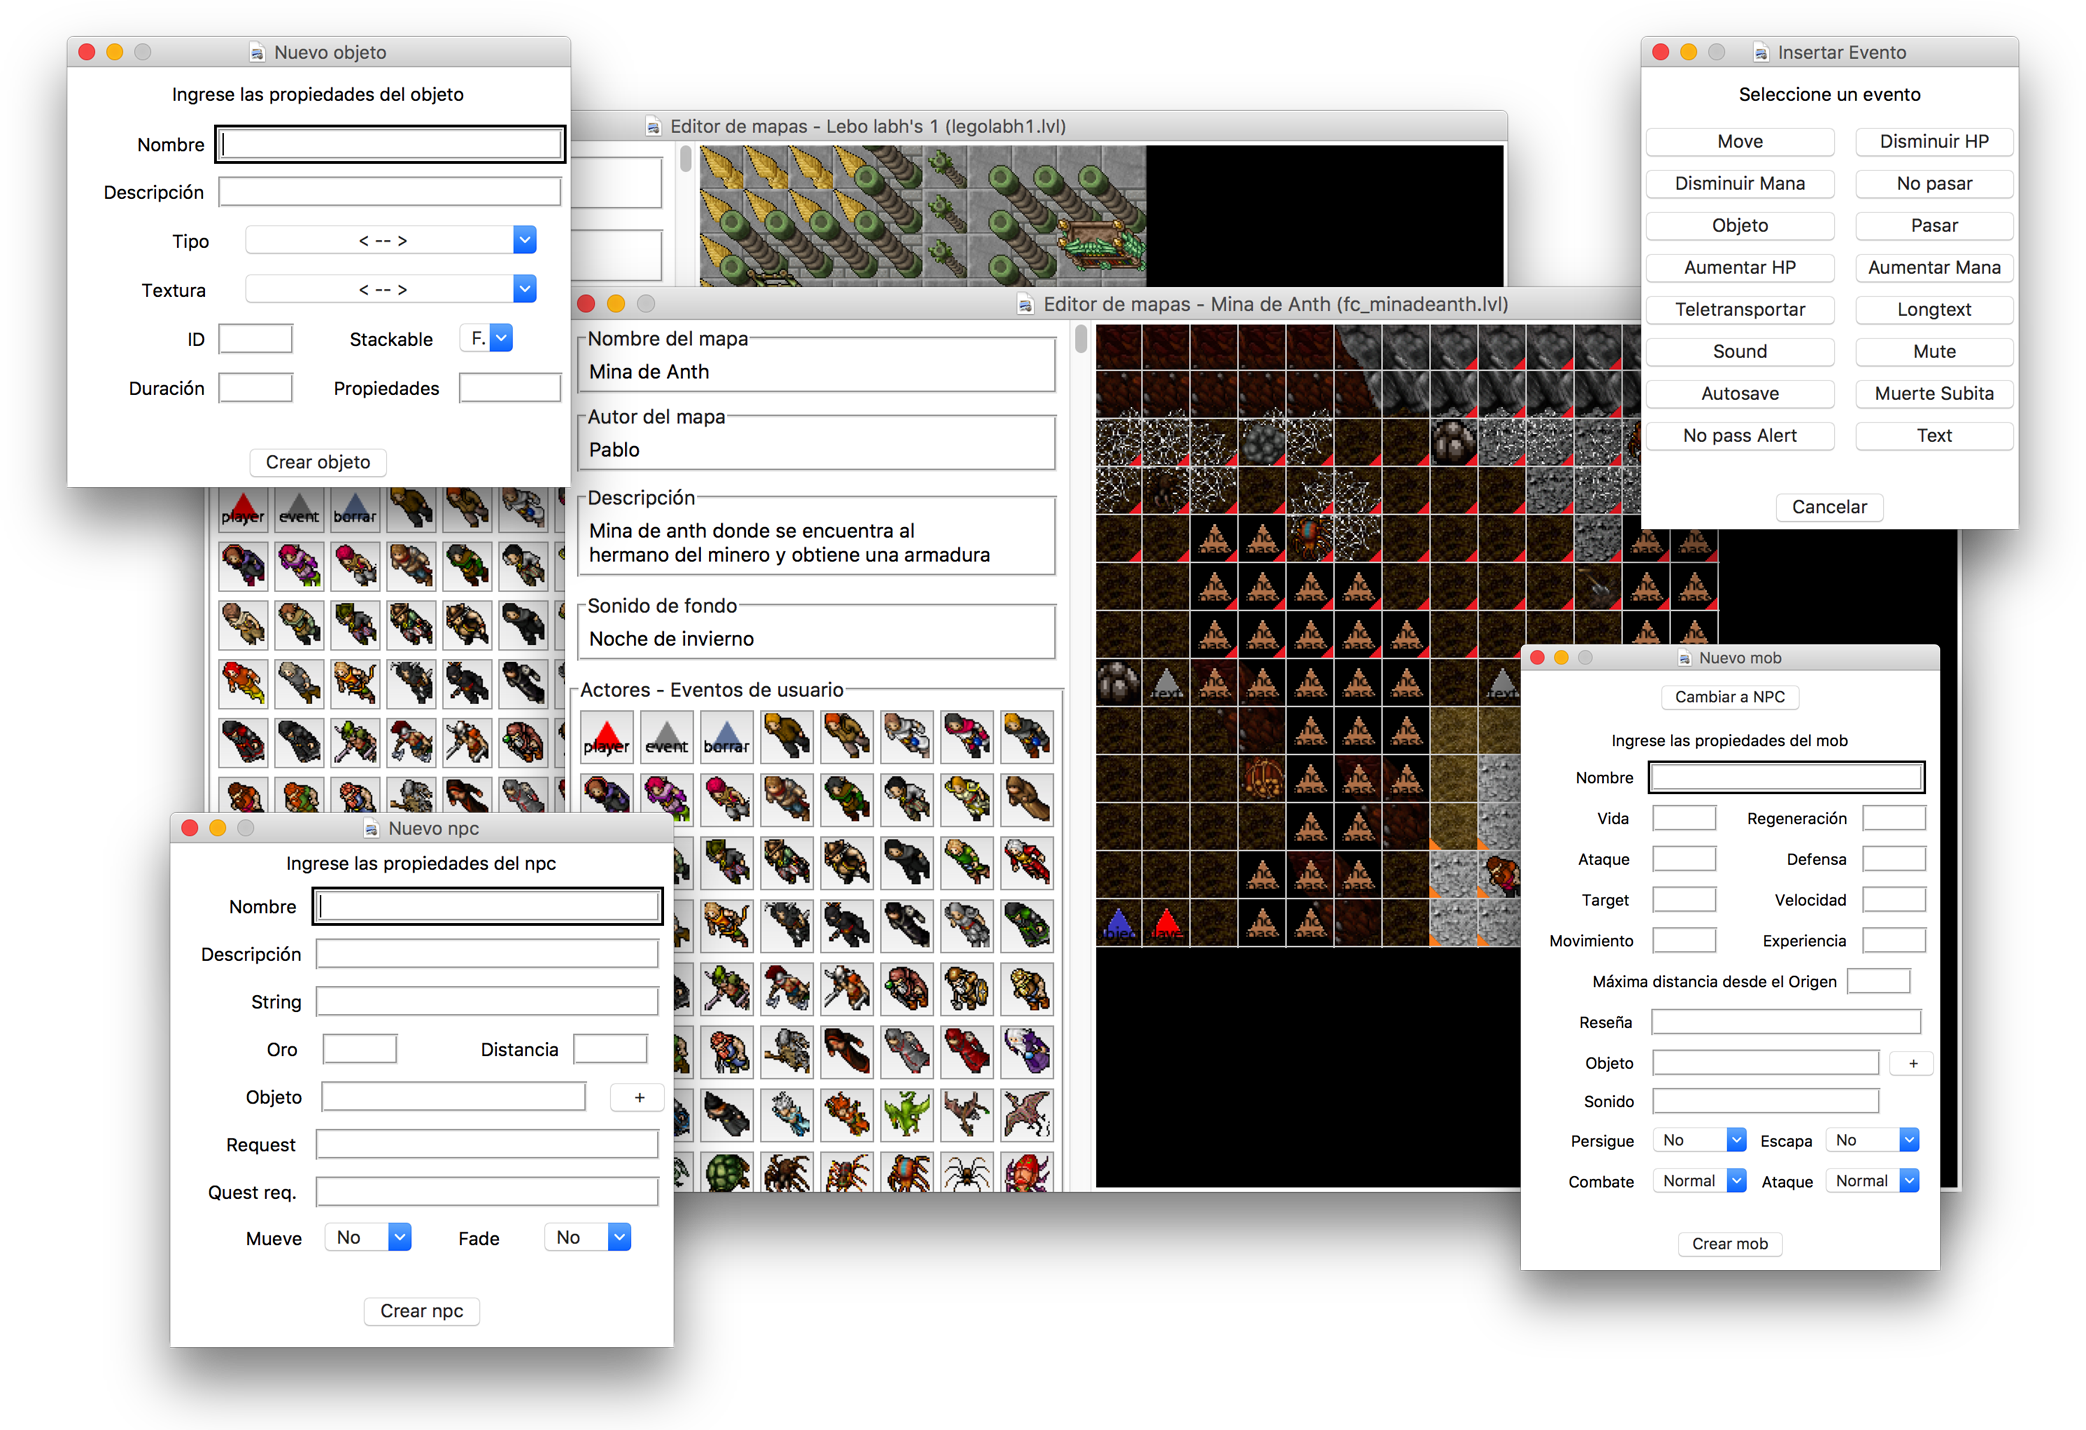 Nuevo objeto
Ingrese las propiedades del objeto
Nombre
Descripción
Tipo < -- >
Textura < -- >
ID Stackable F.
Duración Propiedades
Crear objeto
Editor de mapas - Lebo labh's 1 (legolabh1.lvl)
Insertar Evento
Seleccione un evento
Move Disminuir HP
Disminuir Mana No pasar
Objeto Pasar
Aumentar HP Aumentar Mana
Teletransportar Longtext
Sound Mute
Autosave Muerte Subita
No pass Alert Text
Cancelar
Editor de mapas - Mina de Anth (fc_minadeanth.lvl)
Nombre del mapa
Mina de Anth
Autor del mapa
Pablo
Descripción
Mina de anth donde se encuentra al
hermano del minero y obtiene una armadura
Sonido de fondo
Noche de invierno
Actores - Eventos de usuario
player event borrar
player event borrar
Nuevo npc
Ingrese las propiedades del npc
Nombre
Descripción
String
Oro Distancia
Objeto +
Request
Quest req.
Mueve No Fade No
Crear npc
Nuevo mob
Cambiar a NPC
Ingrese las propiedades del mob
Nombre
Vida Regeneración
Ataque Defensa
Target Velocidad
Movimiento Experiencia
Máxima distancia desde el Origen
Reseña
Objeto +
Sonido
Persigue No Escapa No
Combate Normal Ataque Normal
Crear mob